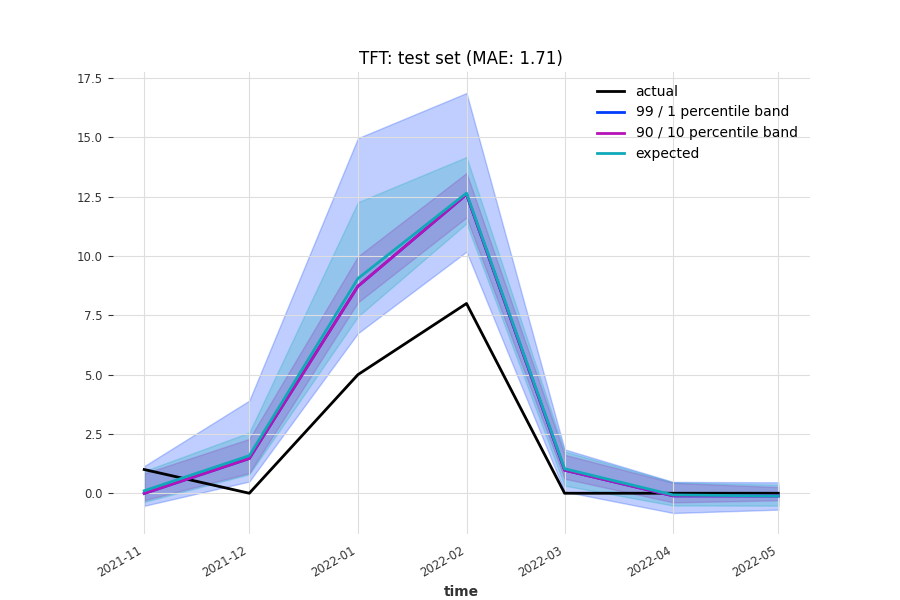 TFT: test set (MAE: 1.71)
17.5
15.0
12.5
10.0
7.5
5.0
2.5
0.0
actual
99 / 1 percentile band
90 / 10 percentile band
expected
2021-11
2021-12
2022-01
2022-02
2022-03
2022-04
2022-05
time